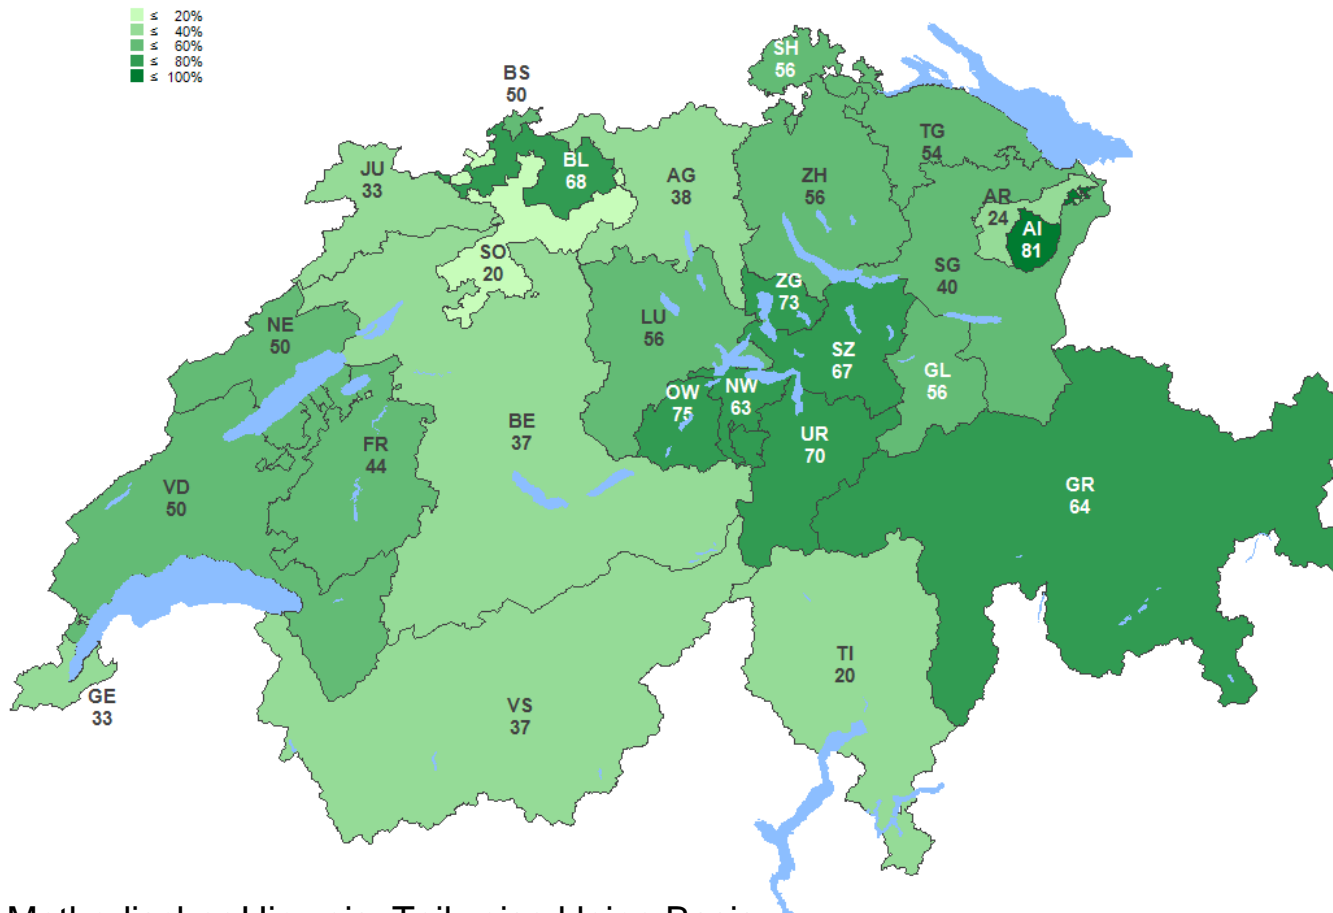 ≤ 20%
≤ 40%
≤ 60%
≤ 80%
≤ 100%
SH
56
BS
50
TG
54
BL
68
JU
33
AG
38
ZH
56
AR
24
AI
81
SO
20
SG
40
ZG
73
NE
50
LU
56
SZ
67
GL
56
OW
75
NW
63
BE
37
UR
70
FR
44
VD
50
GR
64
TI
20
GE
33
VS
37